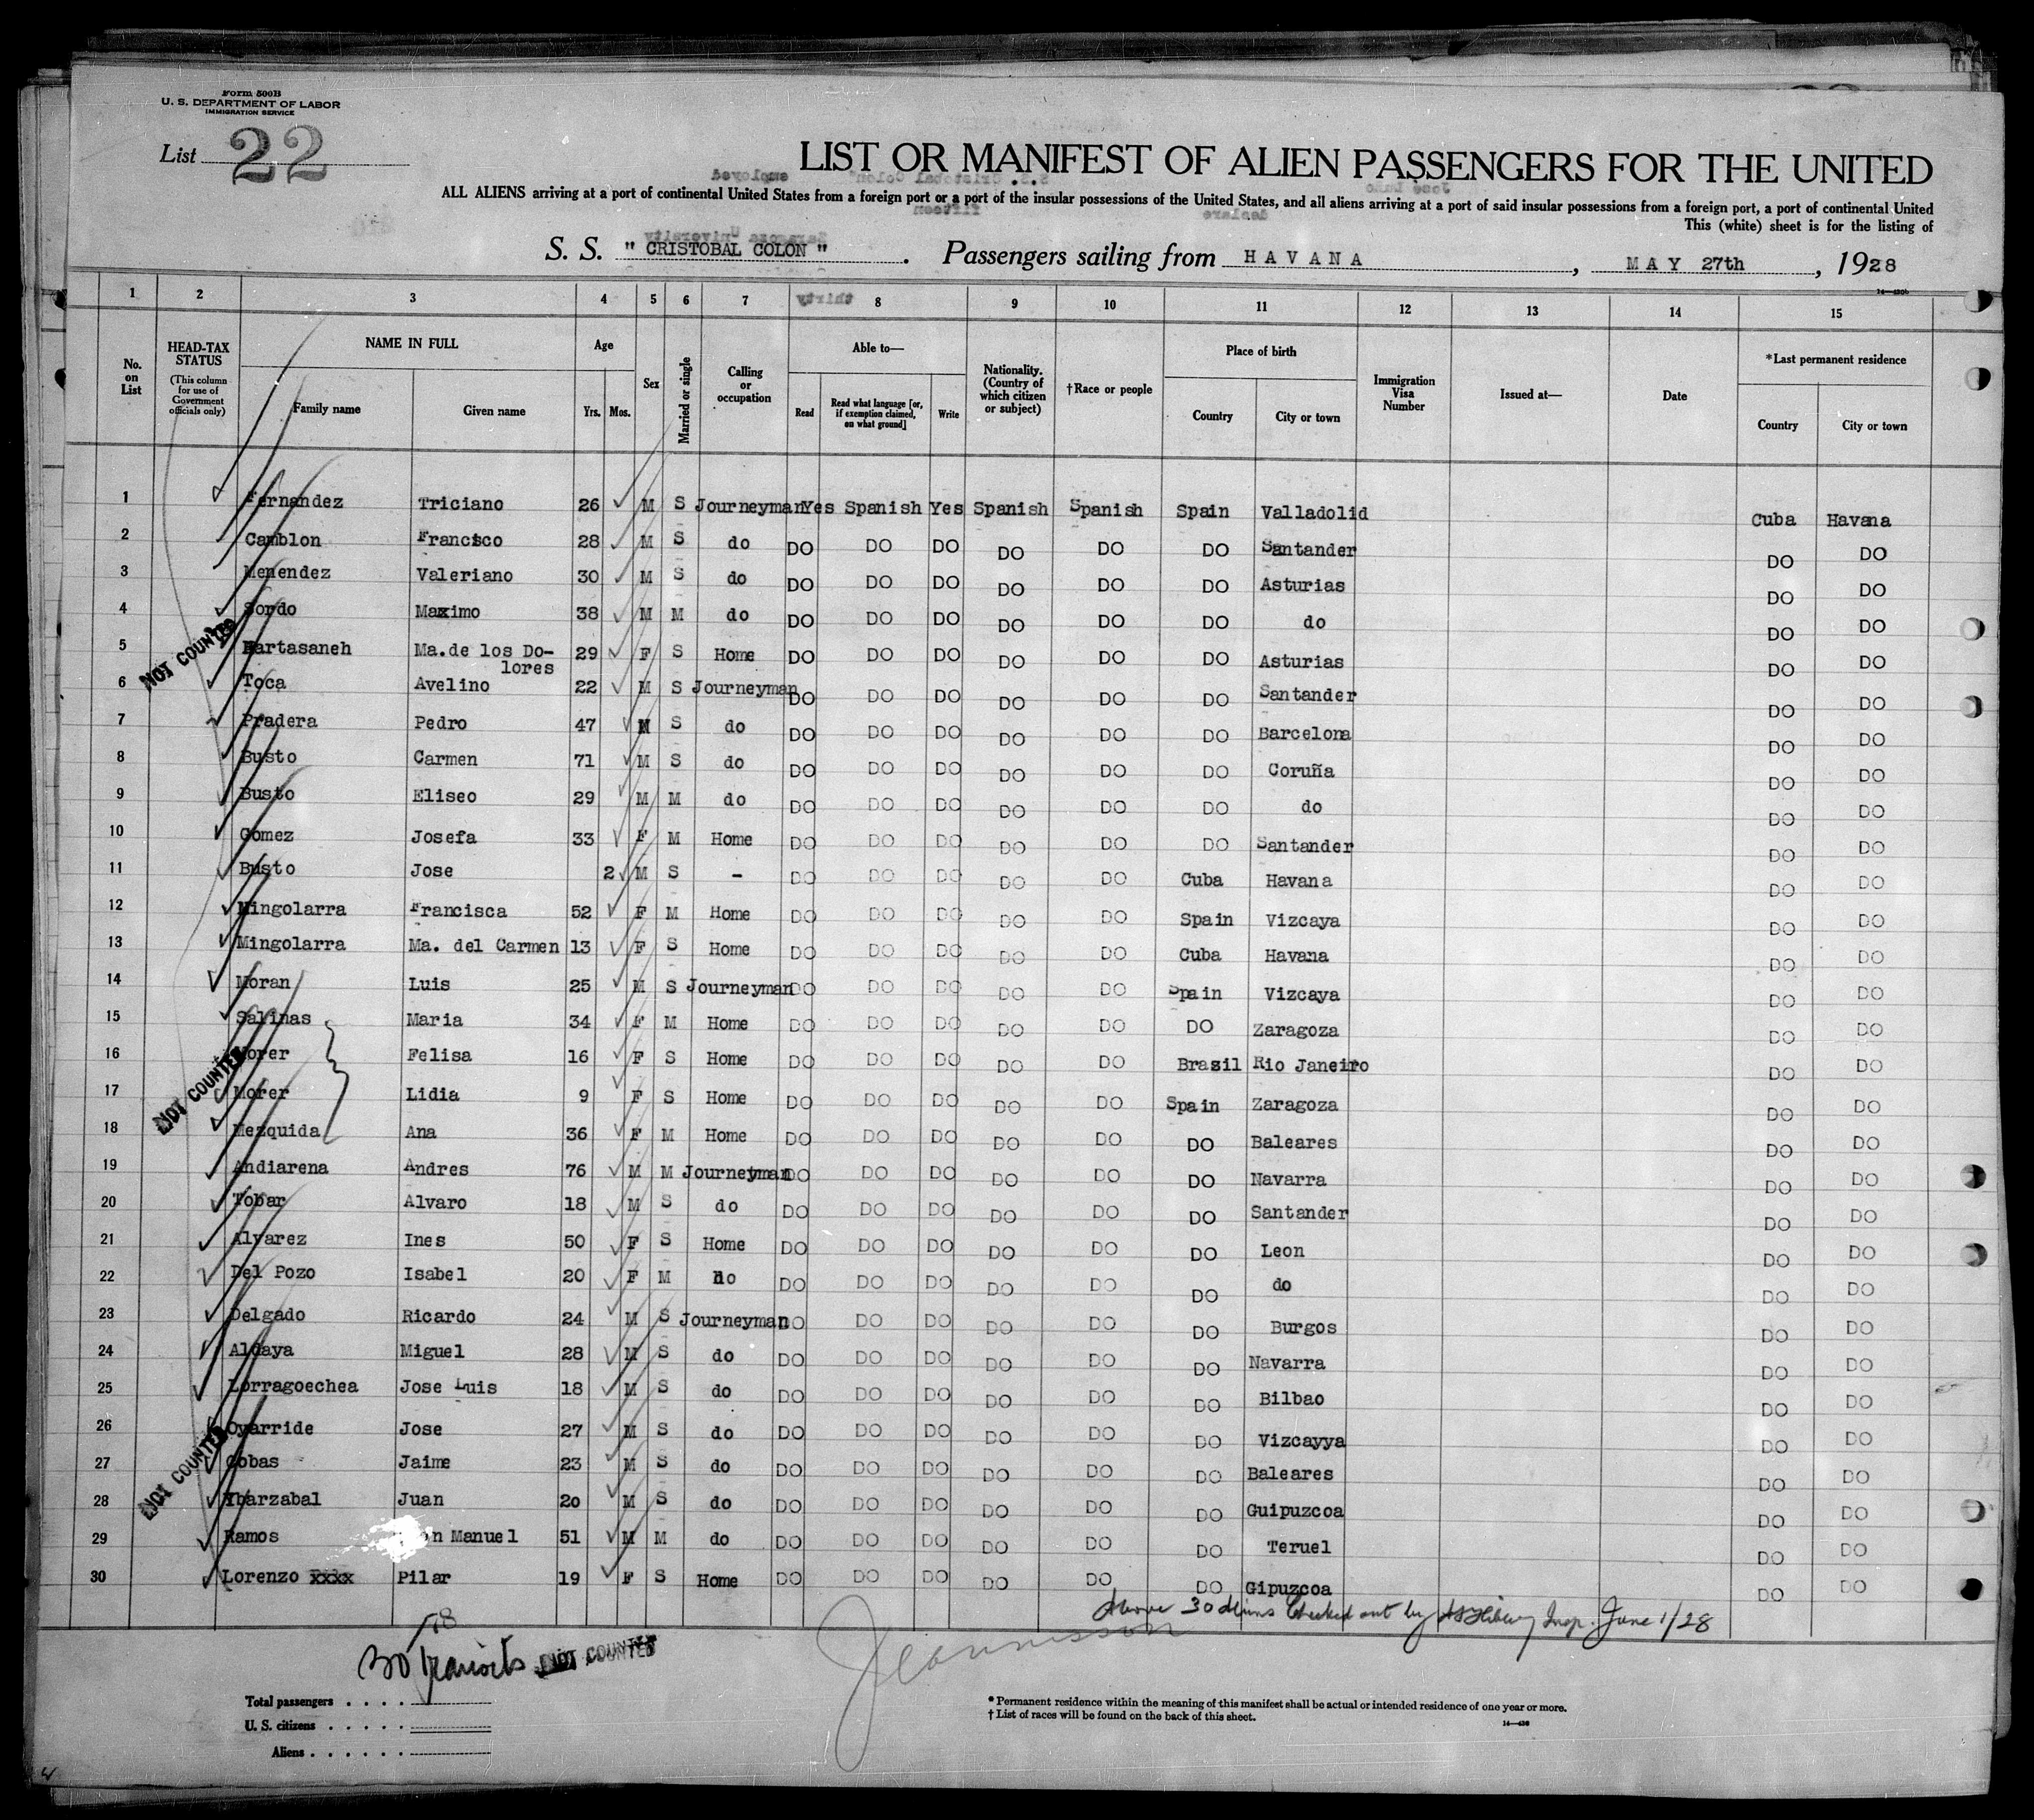 Form 500B
U. S. DEPARTMENT OF LABOR
IMMIGRATION SERVICE
List 22
LIST OR MANIFEST OF ALIEN PASSENGERS FOR THE UNITED
ALL ALIENS arriving at a port of continental United States from a foreign port or a port of the insular possessions of the United States, and all aliens arriving at a port of said insular possessions from a foreign port, a port of continental United
This (white) sheet is for the listing of
S. S. " CRISTOBAL COLON " . Passengers sailing from HAVANA , MAY 27th , 1928
1 2 3 4 5 6 7 8 9 10 11 12 13 14 15
No. on List HEAD-TAX STATUS (This column for use of Government officials only) NAME IN FULL Family name Given name Age Yrs. Mos. Sex Married or single Calling or occupation Able to— Read Read what language [or, if exemption claimed, on what ground] Write Nationality. (Country of which citizen or subject) †Race or people Place of birth Country City or town Immigration Visa Number Issued at— Date *Last permanent residence Country City or town
1 Fernandez Triciano 26 M S Journeyman Yes Spanish Yes Spanish Spanish Spain Valladolid Cuba Havana
2 Camblon Francisco 28 M S do DO DO DO DO DO DO Santander DO DO
3 Menendez Valeriano 30 M S do DO DO DO DO DO DO Asturias DO DO
4 Sordo Maximo 38 M M do DO DO DO DO DO DO do DO DO
5 artasaneh Ma.de los Do-lores 29 F S Home DO DO DO DO DO DO Asturias DO DO
6 Toca Avelino 22 M S Journeyman DO DO DO DO DO DO Santander DO DO
7 Pradera Pedro 47 M S do DO DO DO DO DO DO Barcelona DO DO
8 Busto Carmen 71 M S do DO DO DO DO DO DO Coruña DO DO
9 Busto Eliseo 29 M M do DO DO DO DO DO DO do DO DO
10 Gomez Josefa 33 F M Home DO DO DO DO DO DO Santander DO DO
11 Busto Jose 2 M S - DO DO DO DO DO Cuba Havana DO DO
12 Mingolarra Francisca 52 F M Home DO DO DO DO DO Spain Vizcaya DO DO
13 Mingolarra Ma. del Carmen 13 F S Home DO DO DO DO DO Cuba Havana DO DO
14 Moran Luis 25 M S Journeyman DO DO DO DO DO Spain Vizcaya DO DO
15 Salinas Maria 34 F M Home DO DO DO DO DO DO Zaragoza DO DO
16 Morer Felisa 16 F S Home DO DO DO DO DO Brazil Rio Janeiro DO DO
17 Morer Lidia 9 F S Home DO DO DO DO DO Spain Zaragoza DO DO
18 Mezquida Ana 36 F M Home DO DO DO DO DO DO Baleares DO DO
19 Andiarena Andres 76 M M Journeyman DO DO DO DO DO DO Navarra DO DO
20 Tobar Alvaro 18 M S do DO DO DO DO DO DO Santander DO DO
21 Alvarez Ines 50 F S Home DO DO DO DO DO DO Leon DO DO
22 Del Pozo Isabel 20 F M do DO DO DO DO DO DO do DO DO
23 Delgado Ricardo 24 M S Journeyman DO DO DO DO DO DO Burgos DO DO
24 Aldaya Miguel 28 M S do DO DO DO DO DO DO Navarra DO DO
25 Lorragoechea Jose Luis 18 M S do DO DO DO DO DO DO Bilbao DO DO
26 Oyarride Jose 27 M S do DO DO DO DO DO DO Vizcayya DO DO
27 Cobas Jaime 23 M S do DO DO DO DO DO DO Baleares DO DO
28 Ybarzabal Juan 20 M S do DO DO DO DO DO DO Guipuzcoa DO DO
29 Ramos Manuel 51 M M do DO DO DO DO DO DO Teruel DO DO
30 Lorenzo xxxx Pilar 19 F S Home DO DO DO DO DO DO Gipuzcoa DO DO
NOT COUNTED
NOT COUNTED
NOT COUNTED
Above 30 aliens Checked out by Insp. June 1/28
30 transits NOT COUNTED
Jeannisson
Total passengers
U. S. citizens
Aliens
* Permanent residence within the meaning of this manifest shall be actual or intended residence of one year or more.
† List of races will be found on the back of this sheet.